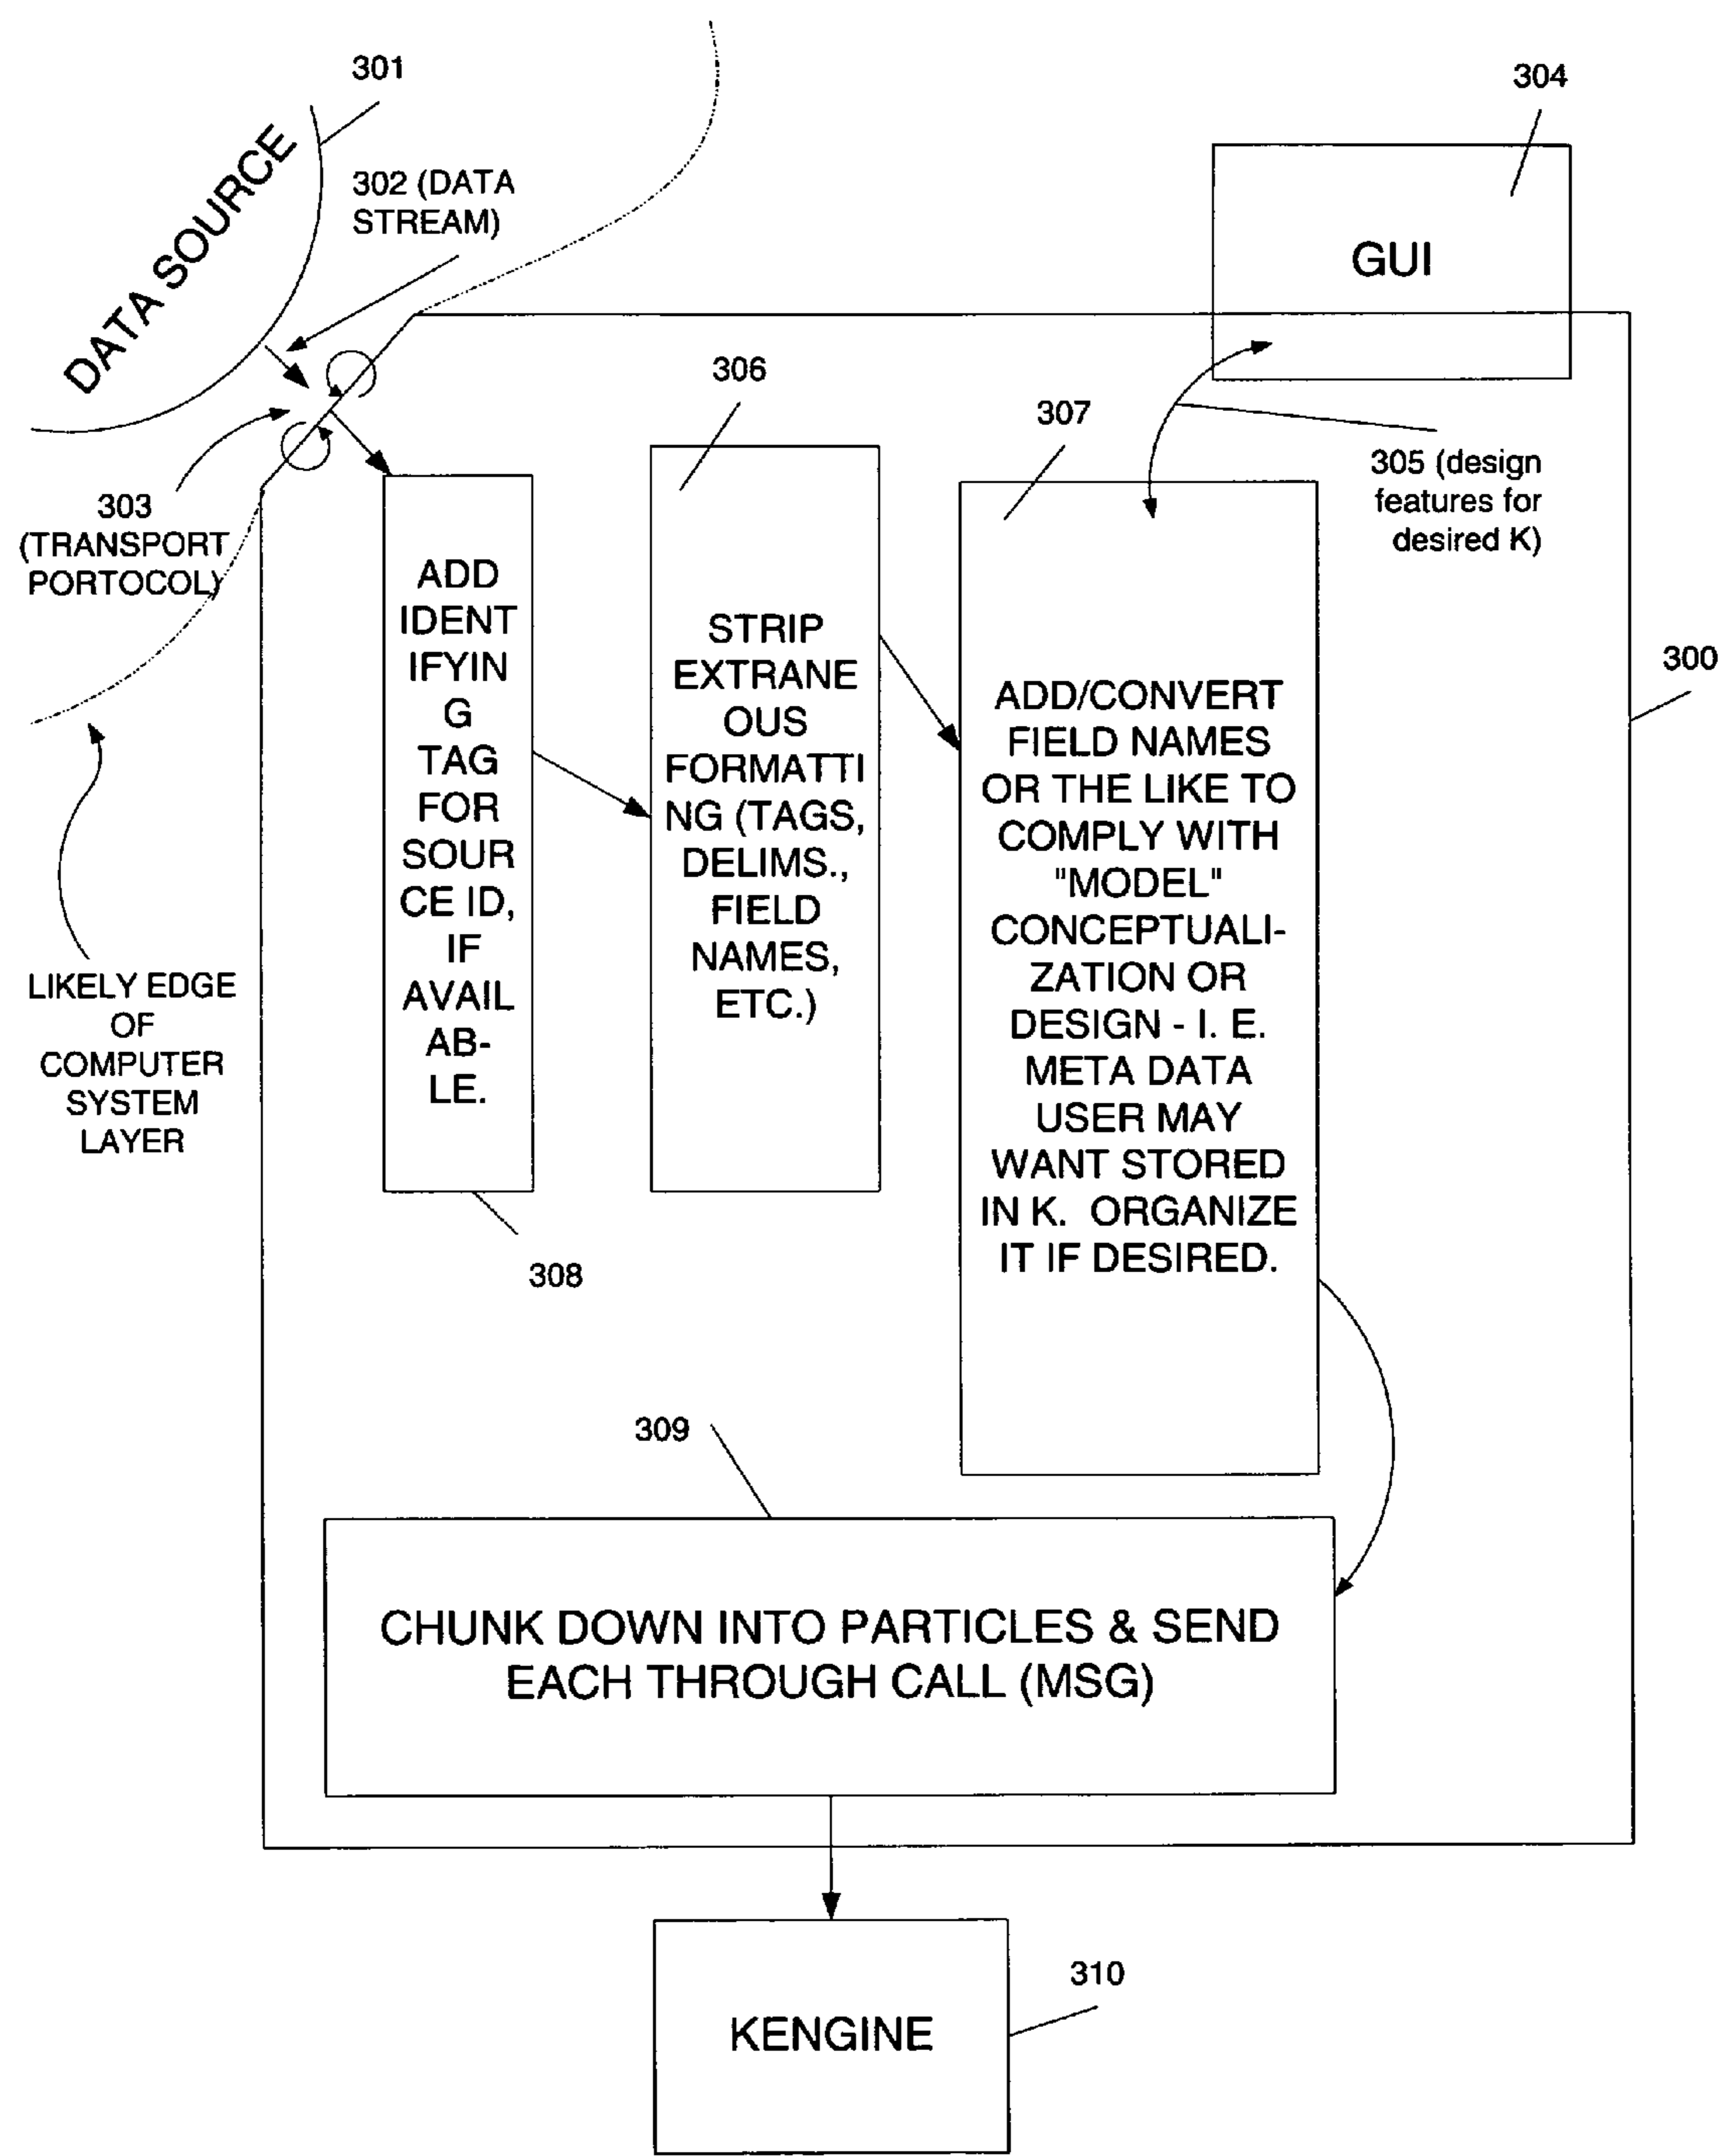 301
304
DATA SOURCE
302 (DATA
STREAM)
GUI
306
307
305 (design
features for
desired K)
303
(TRANSPORT
PORTOCOL)
ADD
IDENT
IFYIN
G
TAG
FOR
SOUR
CE ID,
IF
AVAIL
AB-
LE.
STRIP
EXTRANE
OUS
FORMATTI
NG (TAGS,
DELIMS.,
FIELD
NAMES,
ETC.)
ADD/CONVERT
FIELD NAMES
OR THE LIKE TO
COMPLY WITH
"MODEL"
CONCEPTUALI-
ZATION OR
DESIGN - I. E.
META DATA
USER MAY
WANT STORED
IN K.  ORGANIZE
IT IF DESIRED.
300
LIKELY EDGE
OF
COMPUTER
SYSTEM
LAYER
308
309
CHUNK DOWN INTO PARTICLES & SEND
EACH THROUGH CALL (MSG)
310
KENGINE